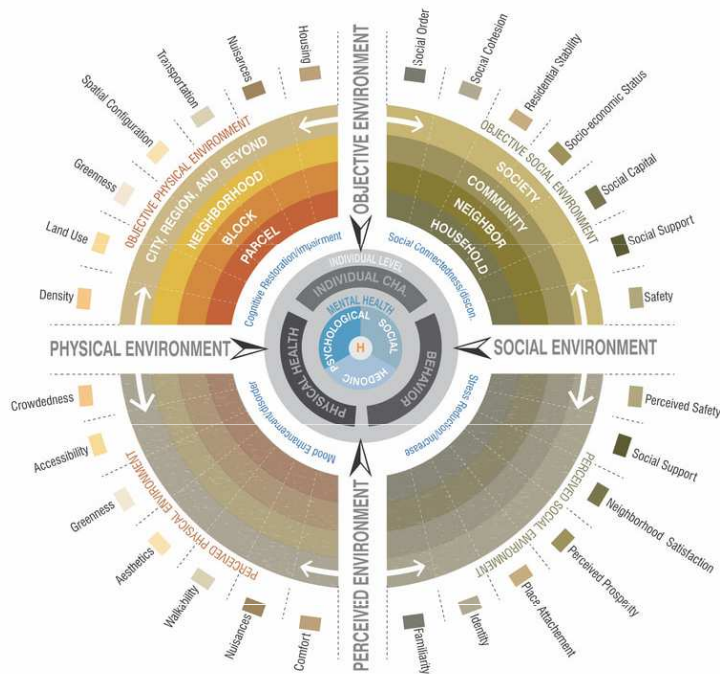 OBJECTIVE ENVIRONMENT
PHYSICAL ENVIRONMENT
SOCIAL ENVIRONMENT
PERCEIVED ENVIRONMENT
Density
Land Use
Greenness
Spatial Configuration
Transportation
Nuisances
Housing
OBJECTIVE PHYSICAL ENVIRONMENT
CITY, REGION, AND BEYOND
NEIGHBORHOOD
BLOCK
PARCEL
Social Order
Social Cohesion
Residential Stability
Socio-economic Status
Social Capital
Social Support
Safety
OBJECTIVE SOCIAL ENVIRONMENT
SOCIETY
COMMUNITY
NEIGHBOR
HOUSEHOLD
Cognitive Restoration/impairment
Social Connectedness/discon.
INDIVIDUAL LEVEL
INDIVIDUAL CHA.
MENTAL HEALTH
PSYCHOLOGICAL
SOCIAL
H
HEDONIC
PHYSICAL HEALTH
BEHAVIOR
Mood Enhancement/disorder
Stress Reduction/increase
Crowdedness
Accessibility
Greenness
Aesthetics
Walkability
Nuisances
Comfort
PERCEIVED PHYSICAL ENVIRONMENT
Perceived Safety
Social Support
Neighborhood Satisfaction
Perceived Prosperity
Place Attachement
Identity
Familiarity
PERCEIVED SOCIAL ENVIRONMENT